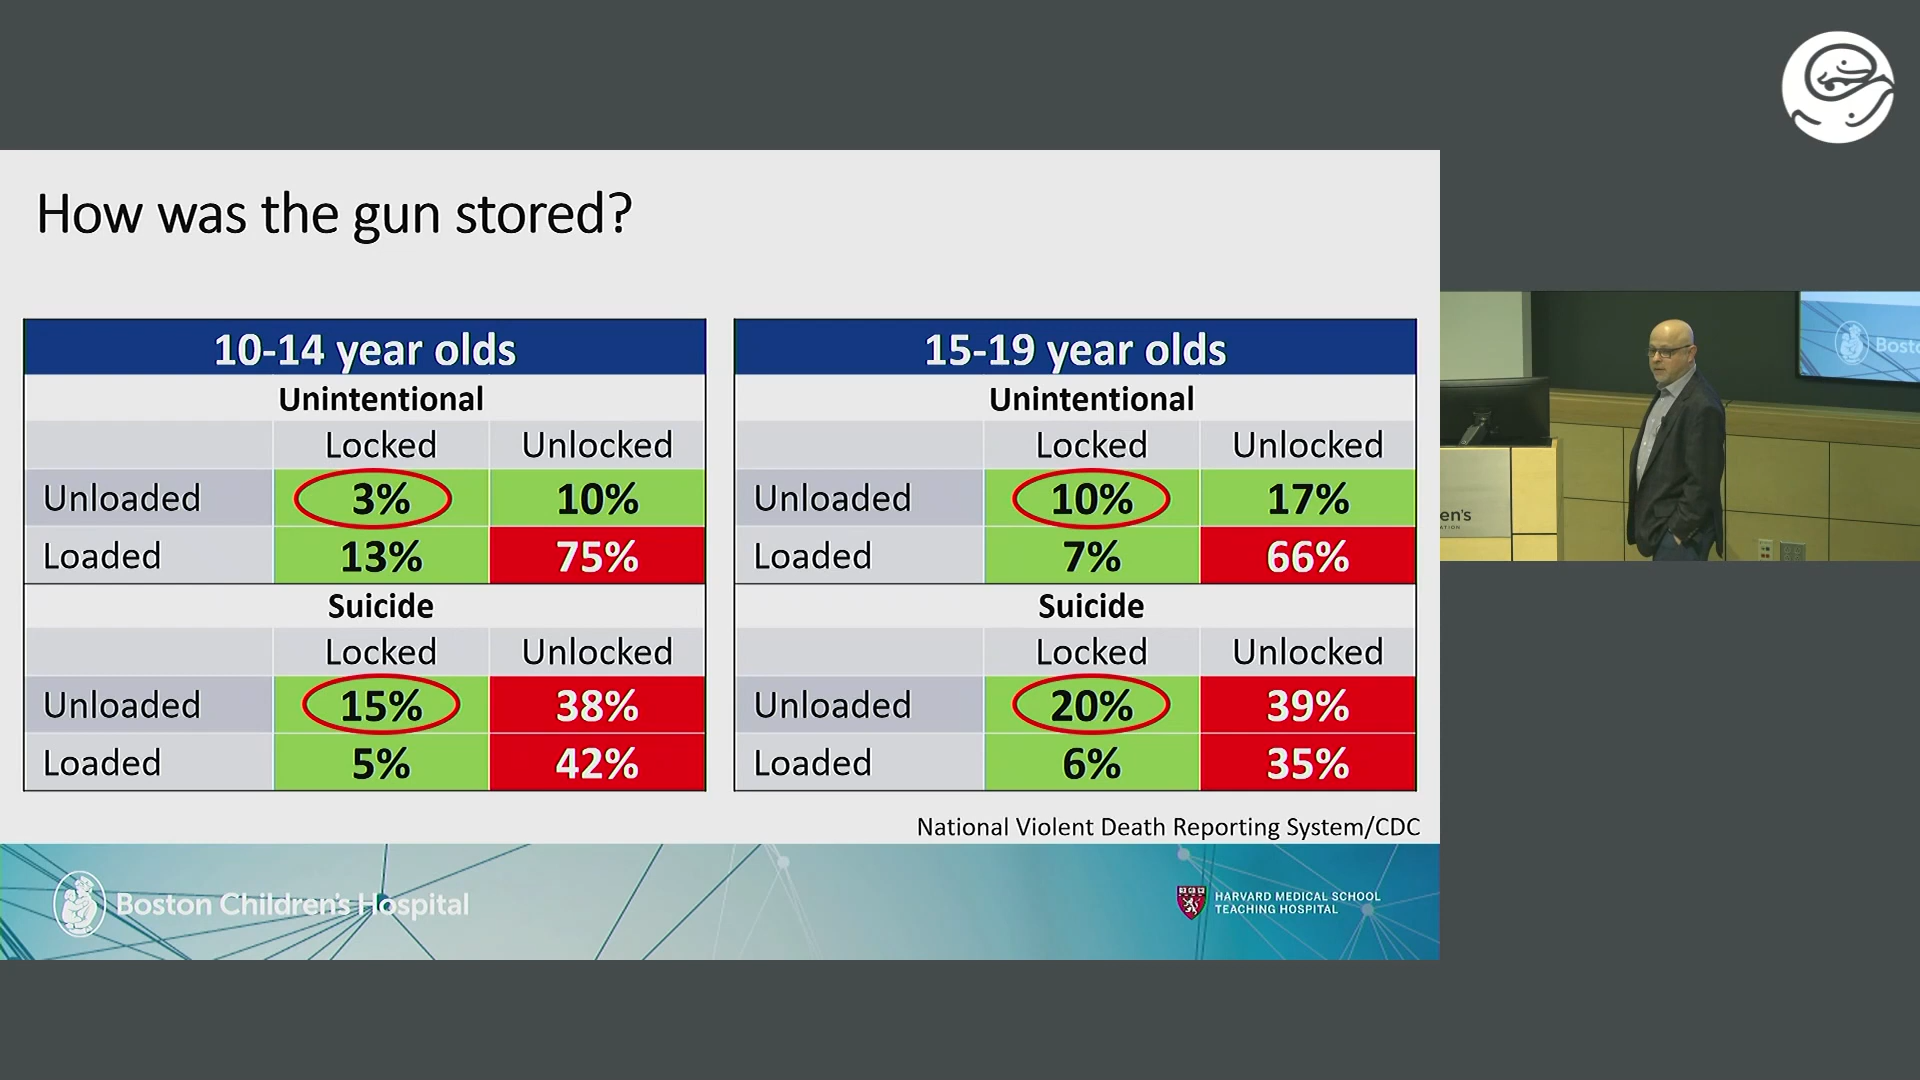 How was the gun stored?
10-14 year olds
Unintentional
Locked Unlocked
Unloaded 3% 10%
Loaded 13% 75%
Suicide
Locked Unlocked
Unloaded 15% 38%
Loaded 5% 42%
15-19 year olds
Unintentional
Locked Unlocked
Unloaded 10% 17%
Loaded 7% 66%
Suicide
Locked Unlocked
Unloaded 20% 39%
Loaded 6% 35%
National Violent Death Reporting System/CDC
Boston Children's Hospital
HARVARD MEDICAL SCHOOL
TEACHING HOSPITAL
Bost
en's